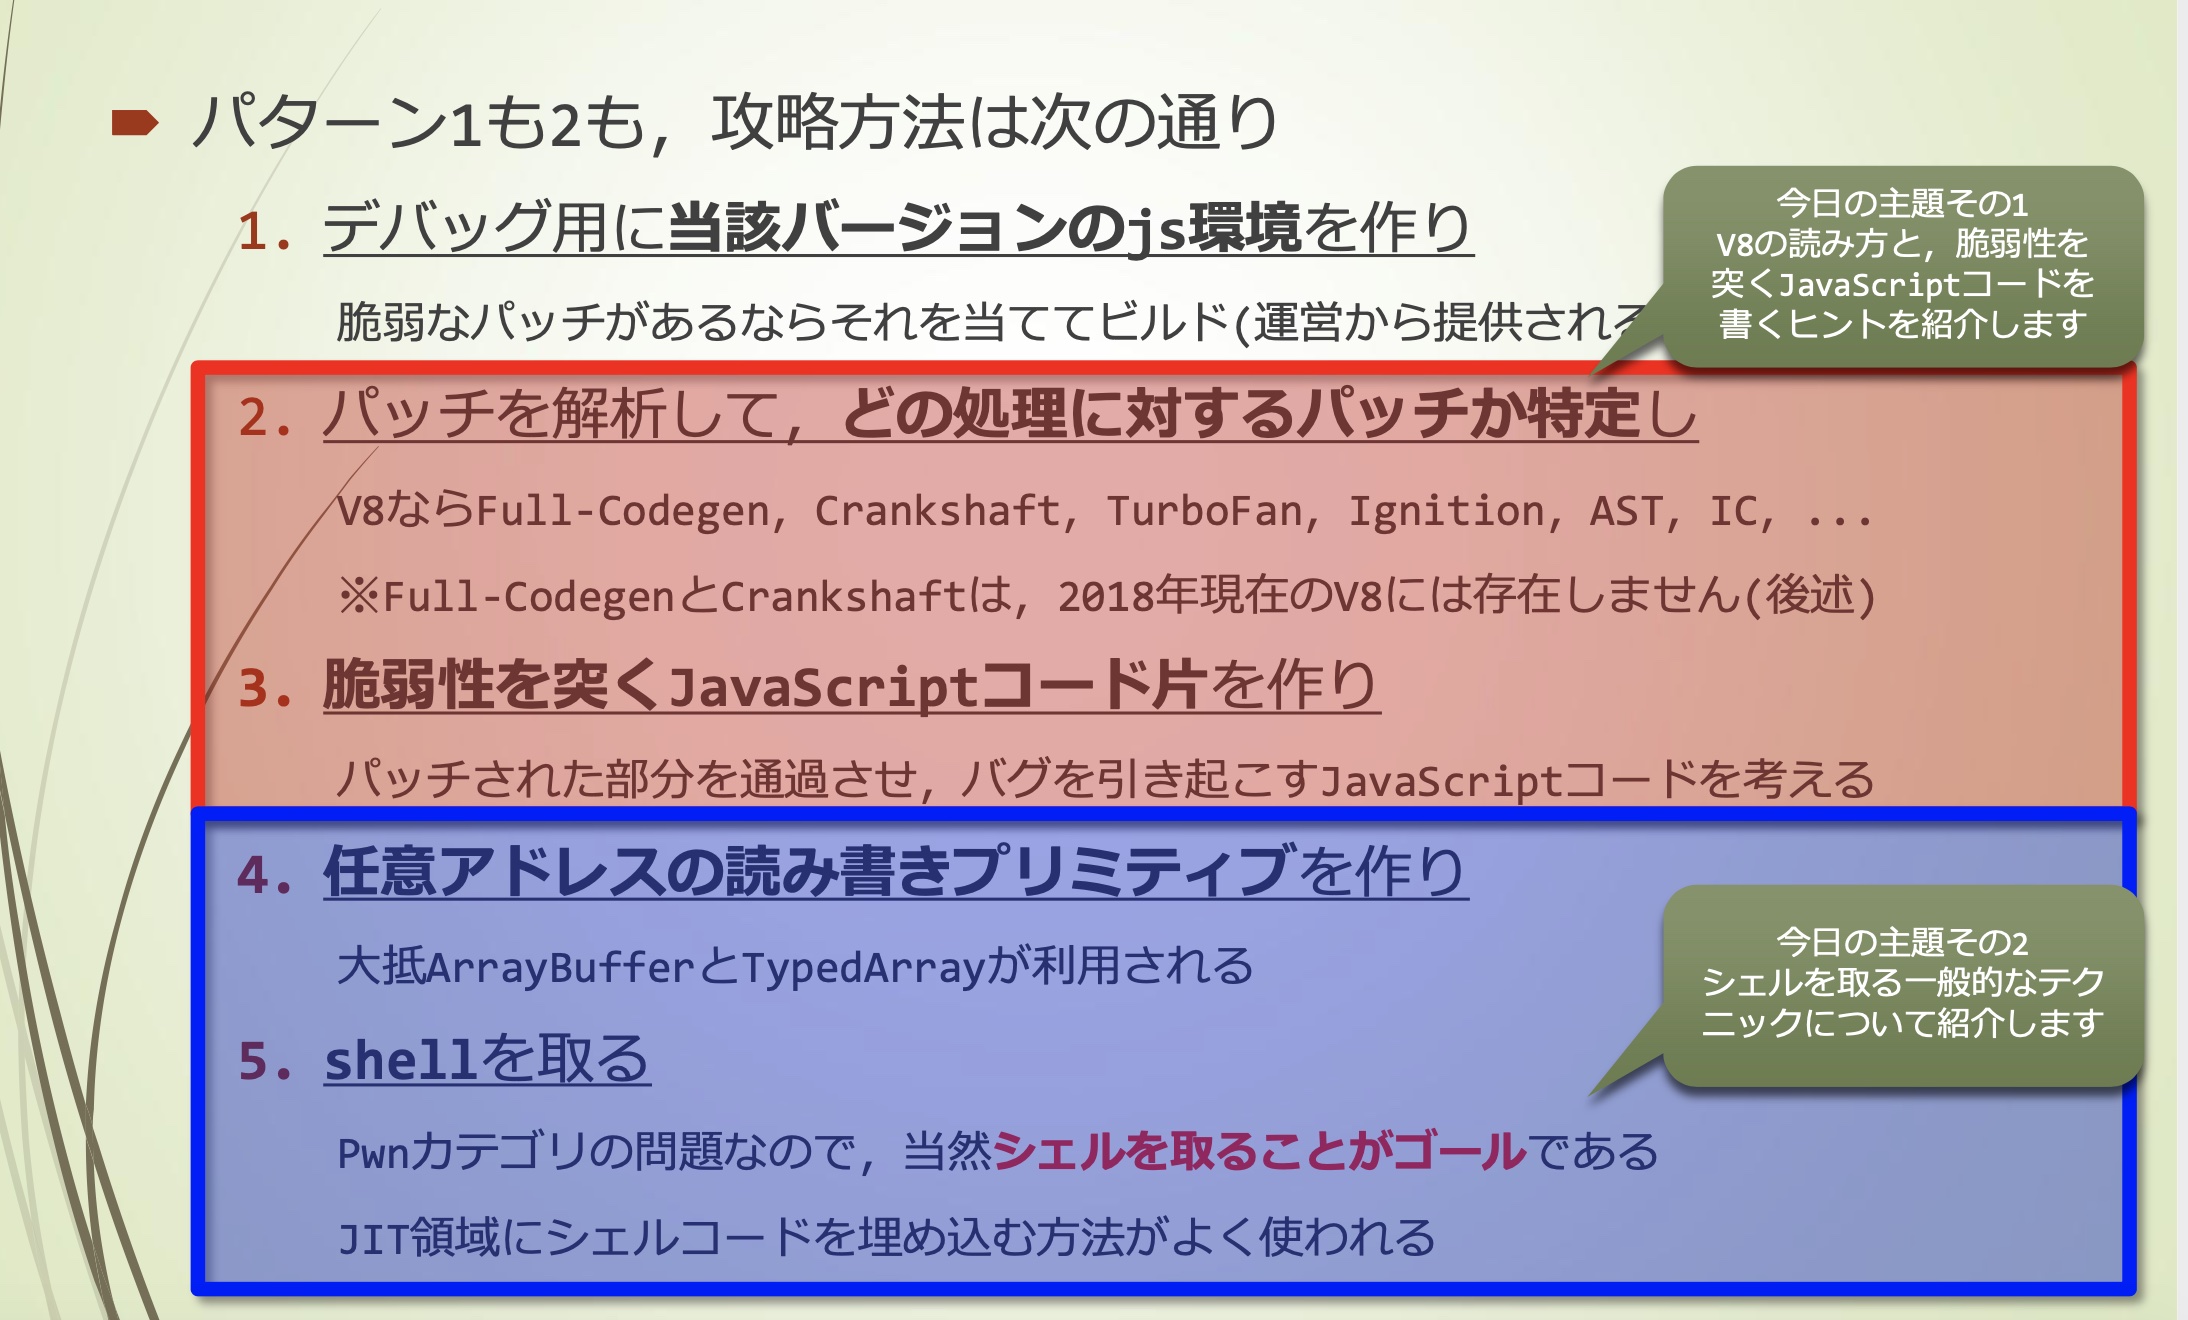 パターン1も2も，攻略方法は次の通り
1. デバッグ用に当該バージョンのjs環境を作り
脆弱なパッチがあるならそれを当ててビルド(運営から提供される
今日の主題その1
V8の読み方と，脆弱性を
突くJavaScriptコードを
書くヒントを紹介します
2. パッチを解析して，どの処理に対するパッチか特定し
V8ならFull-Codegen, Crankshaft, TurboFan, Ignition, AST, IC, ...
※Full-CodegenとCrankshaftは，2018年現在のV8には存在しません(後述)
3. 脆弱性を突くJavaScriptコード片を作り
パッチされた部分を通過させ，バグを引き起こすJavaScriptコードを考える
4. 任意アドレスの読み書きプリミティブを作り
大抵ArrayBufferとTypedArrayが利用される
今日の主題その2
シェルを取る一般的なテク
ニックについて紹介します
5. shellを取る
Pwnカテゴリの問題なので，当然シェルを取ることがゴールである
JIT領域にシェルコードを埋め込む方法がよく使われる